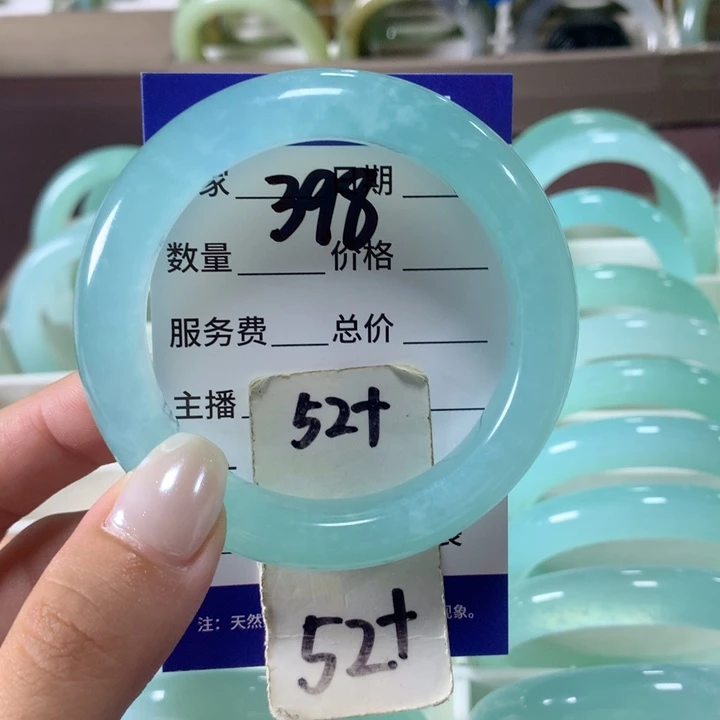 家 日期
398
数量 价格
服务费 总价
主播
52+
52+
注：天然 现象。